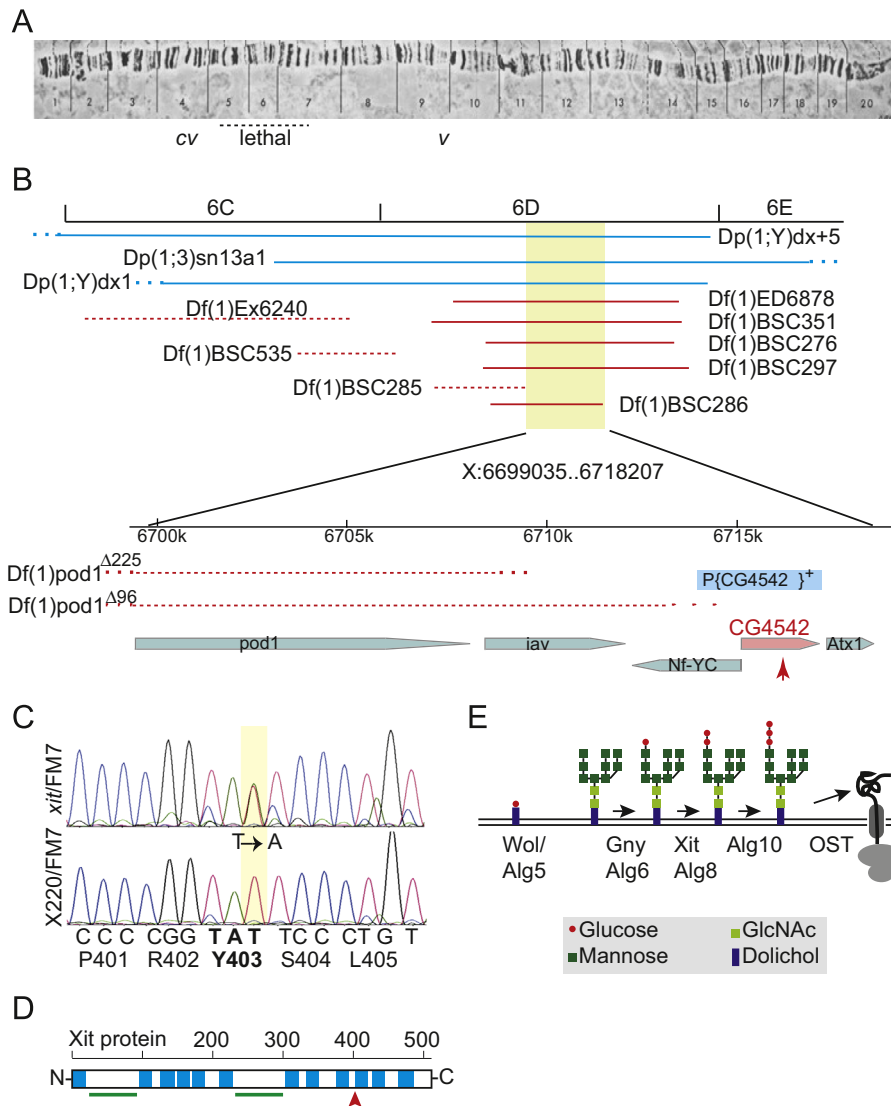 A
1 2 3 4 5 6 7 8 9 10 11 12 13 14 15 16 17 18 19 20
cv lethal v
B
6C 6D 6E
Dp(1;Y)dx+5
Dp(1;3)sn13a1
Dp(1;Y)dx1
Df(1)Ex6240
Df(1)ED6878
Df(1)BSC351
Df(1)BSC535
Df(1)BSC276
Df(1)BSC297
Df(1)BSC285
Df(1)BSC286
X:6699035..6718207
6700k 6705k 6710k 6715k
Df(1)pod1Δ225
P{CG4542 }+
Df(1)pod1Δ96
CG4542
pod1 iav Atx1
Nf-YC
C
xit/FM7
T→A
X220/FM7
C C C CGG T A T TC C CT G T
P401 R402 Y403 S404 L405
D
Xit protein 200 300 400 500
100
N C
E
Wol/ Gny Xit Alg10 OST
Alg5 Alg6 Alg8
Glucose GlcNAc
Mannose Dolichol